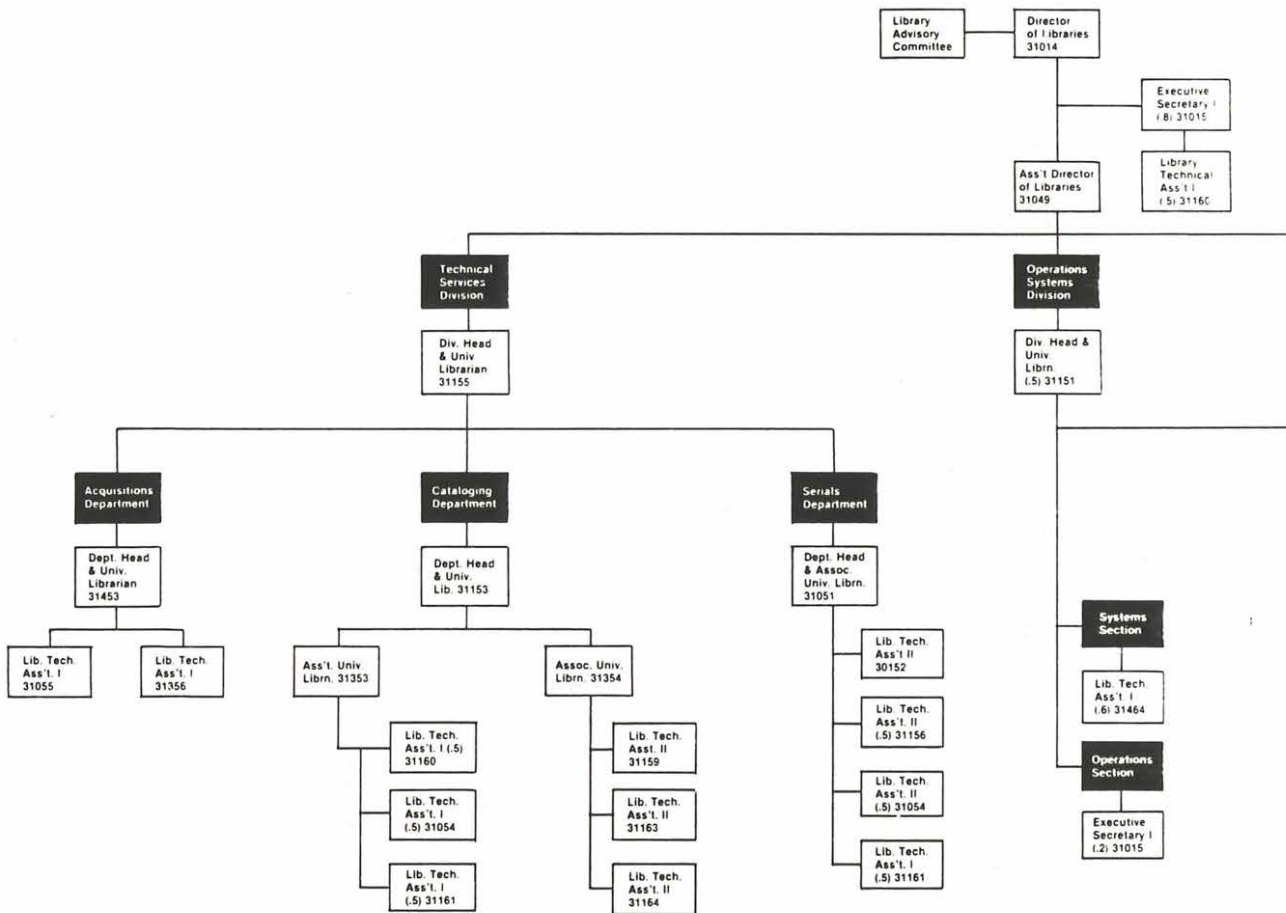 Library
Advisory
Committee
Director
of Libraries
31014
Executive
Secretary I
(.8) 31015
Library
Technical
Ass't I
(.5) 31160
Ass't Director
of Libraries
31049
Technical
Services
Division
Operations
Systems
Division
Div. Head
& Univ
Librarian
31155
Div. Head &
Univ.
Librn.
(.5) 31151
Acquisitions
Department
Cataloging
Department
Serials
Department
Dept. Head
& Univ.
Librarian
31453
Dept. Head
& Univ.
Lib. 31153
Dept. Head
& Assoc.
Univ. Librn.
31051
Lib. Tech.
Ass't. I
31055
Lib. Tech.
Ass't. I
31356
Ass't. Univ.
Librn. 31353
Assoc. Univ.
Librn. 31354
Lib. Tech.
Ass't. I (.5)
31160
Lib. Tech.
Ass't. I
(.5) 31054
Lib. Tech.
Ass't. I
(.5) 31161
Lib. Tech.
Asst. II
31159
Lib. Tech.
Ass't. II
31163
Lib. Tech.
Ass't. II
31164
Lib. Tech.
Ass't II
30152
Lib. Tech.
Ass't. II
(.5) 31156
Lib. Tech.
Ass't. II
(.5) 31054
Lib. Tech.
Ass't. I
(.5) 31161
Systems
Section
Lib. Tech.
Ass't. I
(.6) 31464
Operations
Section
Executive
Secretary I
(.2) 31015